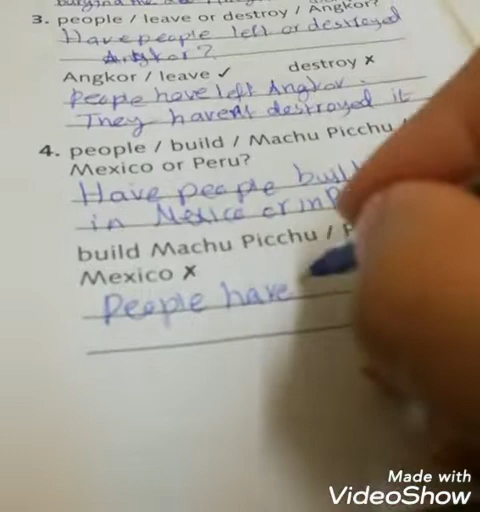 3. people / leave or destroy / Angkor?
Have people left or destroyed
Angkor?
Angkor / leave ✓ destroy x
People have left Angkor.
They haven't destroyed it
4. people / build / Machu Picchu
Mexico or Peru?
Have people
in Mexico or in
build Machu Picchu /
Mexico X
People have
Made with
VideoShow